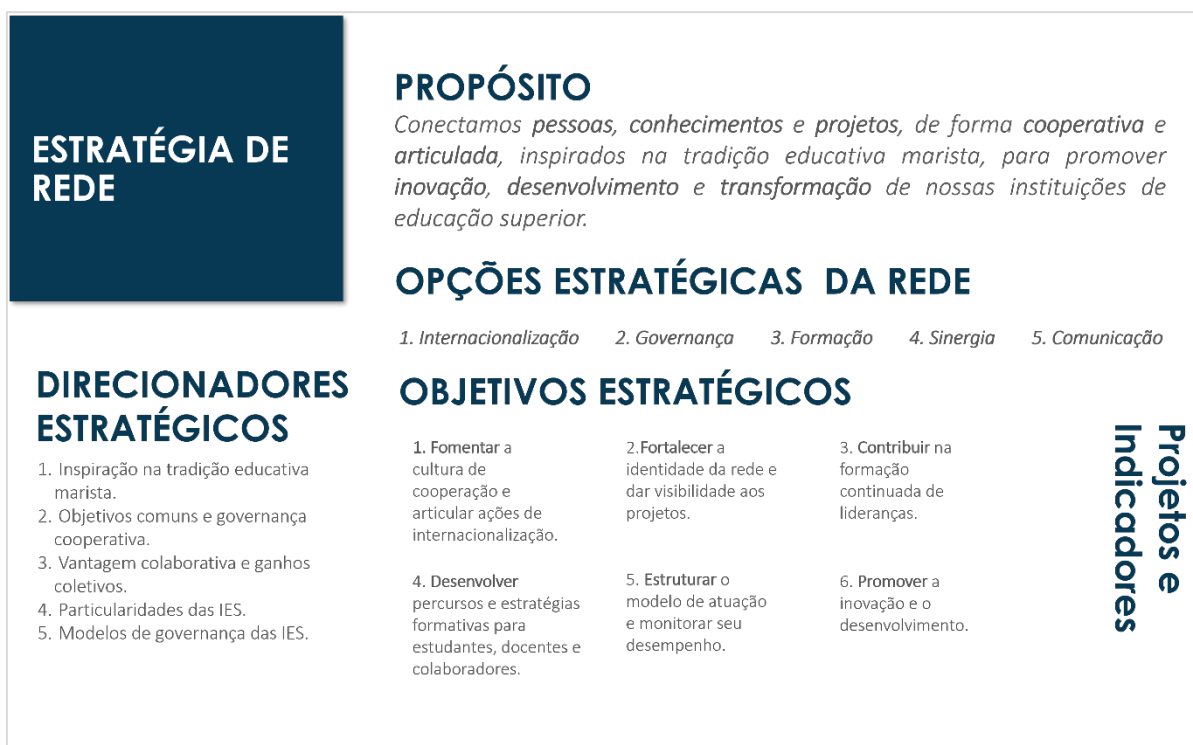 ESTRATÉGIA DE
REDE
PROPÓSITO
Conectamos pessoas, conhecimentos e projetos, de forma cooperativa e
articulada, inspirados na tradição educativa marista, para promover
inovação, desenvolvimento e transformação de nossas instituições de
educação superior.
OPÇÕES ESTRATÉGICAS DA REDE
1. Internacionalização 2. Governança 3. Formação 4. Sinergia 5. Comunicação
DIRECIONADORES
ESTRATÉGICOS
1. Inspiração na tradição educativa
marista.
2. Objetivos comuns e governança
cooperativa.
3. Vantagem colaborativa e ganhos
coletivos.
4. Particularidades das IES.
5. Modelos de governança das IES.
OBJETIVOS ESTRATÉGICOS
1. Fomentar a
cultura de
cooperação e
articular ações de
internacionalização.
2.Fortalecer a
identidade da rede e
dar visibilidade aos
projetos.
3. Contribuir na
formação
continuada de
lideranças.
4. Desenvolver
percursos e estratégias
formativas para
estudantes, docentes e
colaboradores.
5. Estruturar o
modelo de atuação
e monitorar seu
desempenho.
6. Promover a
inovação e o
desenvolvimento.
Projetos e
Indicadores